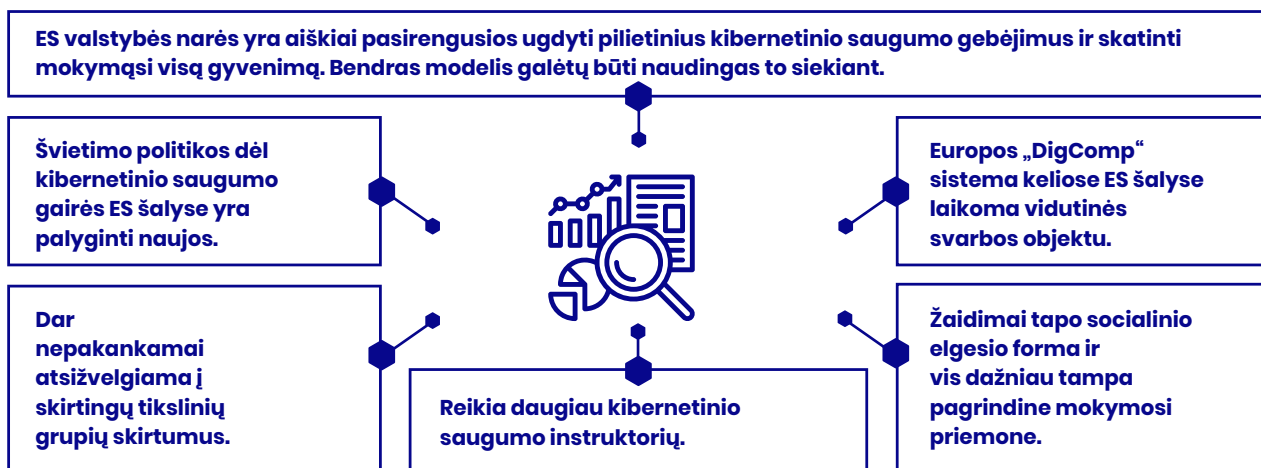 ES valstybės narės yra aiškiai pasirengusios ugdyti pilietinius kibernetinio saugumo gebėjimus ir skatinti
mokymąsi visą gyvenimą. Bendras modelis galėtų būti naudingas to siekiant.
Švietimo politikos dėl
kibernetinio saugumo
gairės ES šalyse yra
palyginti naujos.
Europos „DigComp“
sistema keliose ES šalyse
laikoma vidutinės
svarbos objektu.
Dar
nepakankamai
atsižvelgiama į
skirtingų tikslinių
grupių skirtumus.
Reikia daugiau kibernetinio
saugumo instruktorių.
Žaidimai tapo socialinio
elgesio forma ir
vis dažniau tampa
pagrindine mokymosi
priemone.